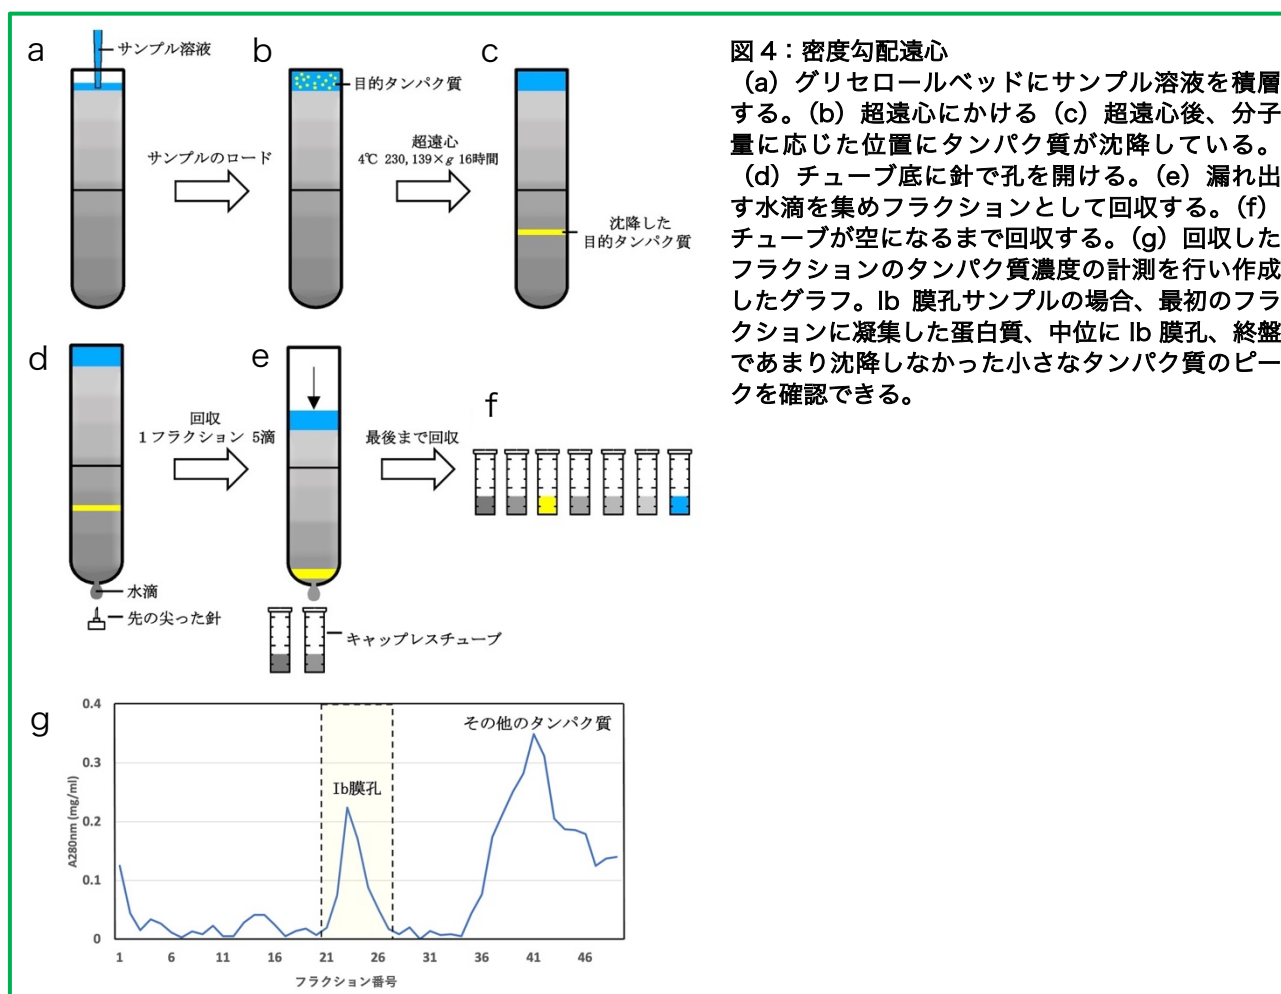 a
サンプル溶液
サンプルのロード
b
目的タンパク質
超遠心
4℃ 230,139×g 16時間
c
沈降した
目的タンパク質
図 4：密度勾配遠心
（a）グリセロールベッドにサンプル溶液を積層
する。（b）超遠心にかける（c）超遠心後、分子
量に応じた位置にタンパク質が沈降している。
（d）チューブ底に針で孔を開ける。（e）漏れ出
す水滴を集めフラクションとして回収する。（f）
チューブが空になるまで回収する。（g）回収した
フラクションのタンパク質濃度の計測を行い作成
したグラフ。Ib 膜孔サンプルの場合、最初のフラ
クションに凝集した蛋白質、中位に Ib 膜孔、終盤
であまり沈降しなかった小さなタンパク質のピー
クを確認できる。
d
回収
1 フラクション 5滴
水滴
先の尖った針
e
最後まで回収
キャップレスチューブ
f
g
その他のタンパク質
Ib膜孔
A280nm (mg/ml)
0.4
0.3
0.2
0.1
0
1 6 11 16 21 26 31 36 41 46
フラクション番号